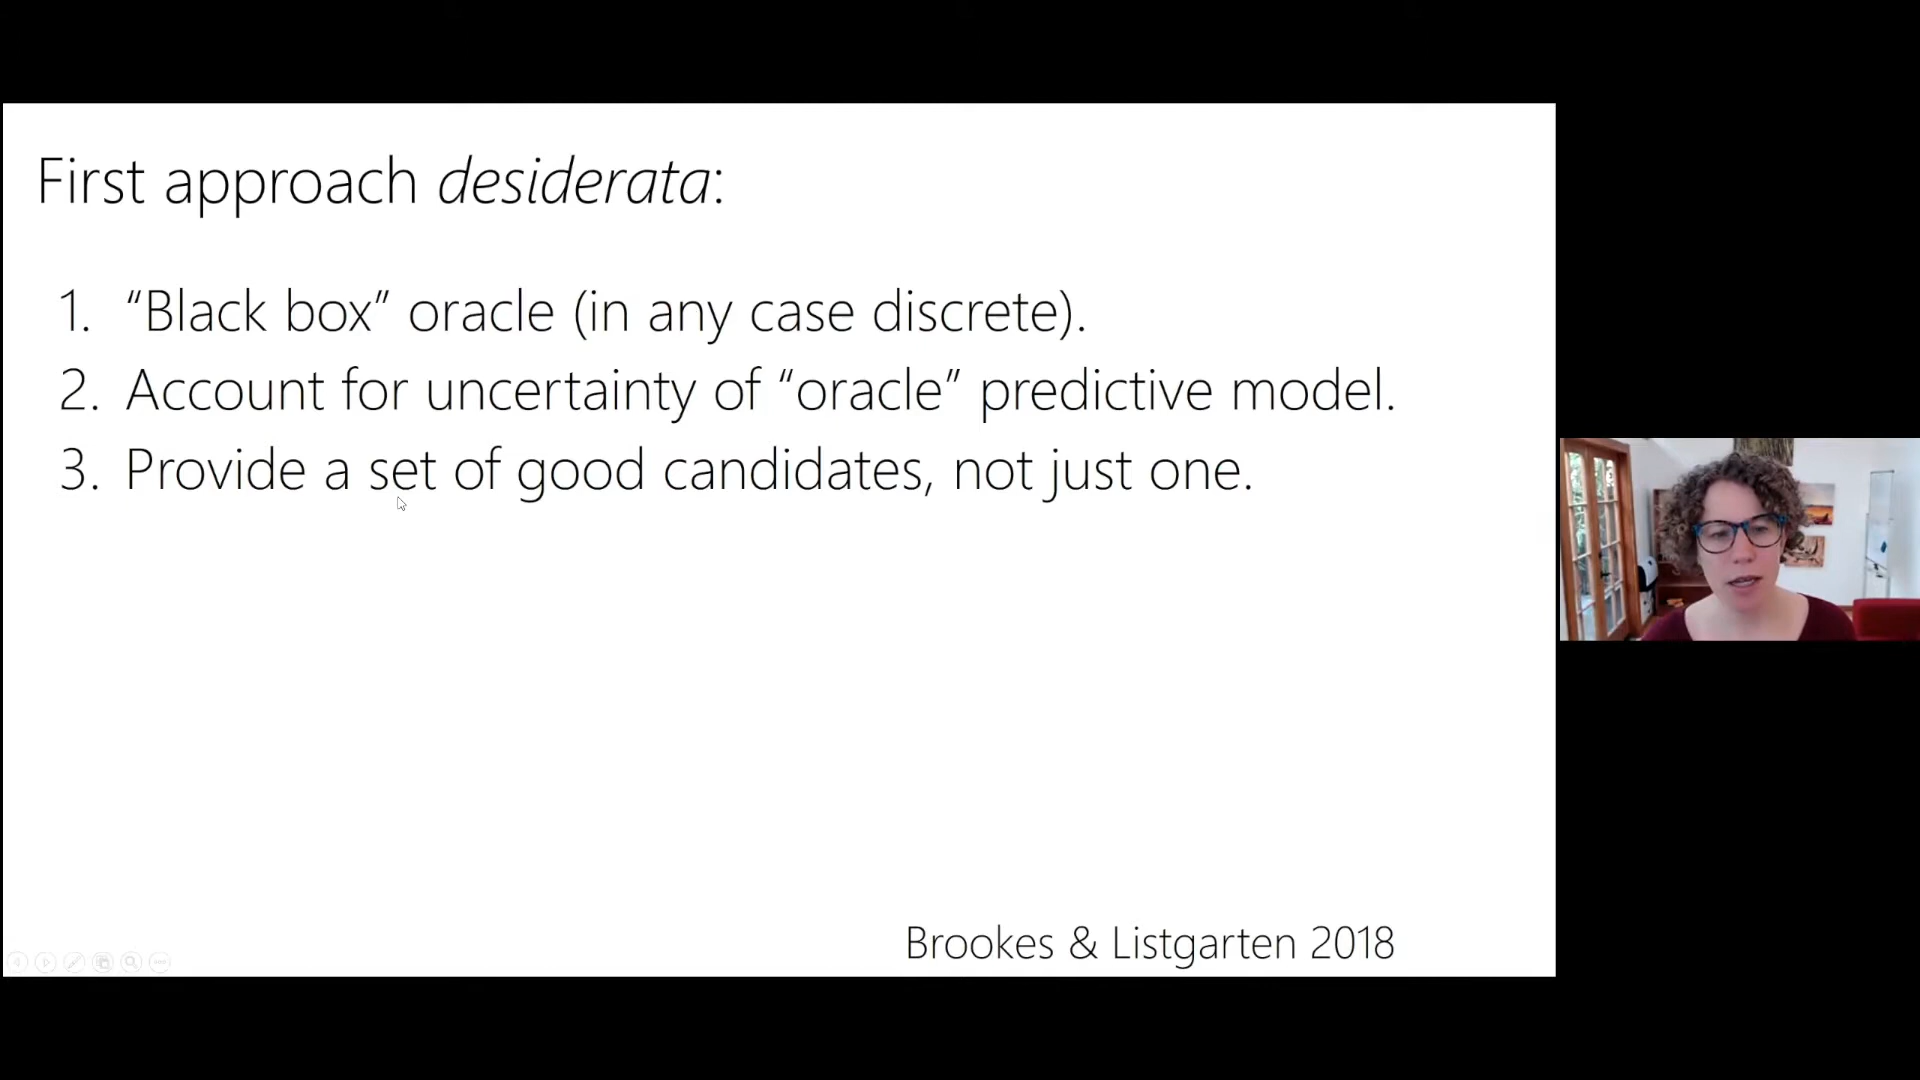 First approach desiderata:
1. “Black box” oracle (in any case discrete).
2. Account for uncertainty of “oracle” predictive model.
3. Provide a set of good candidates, not just one.
Brookes & Listgarten 2018